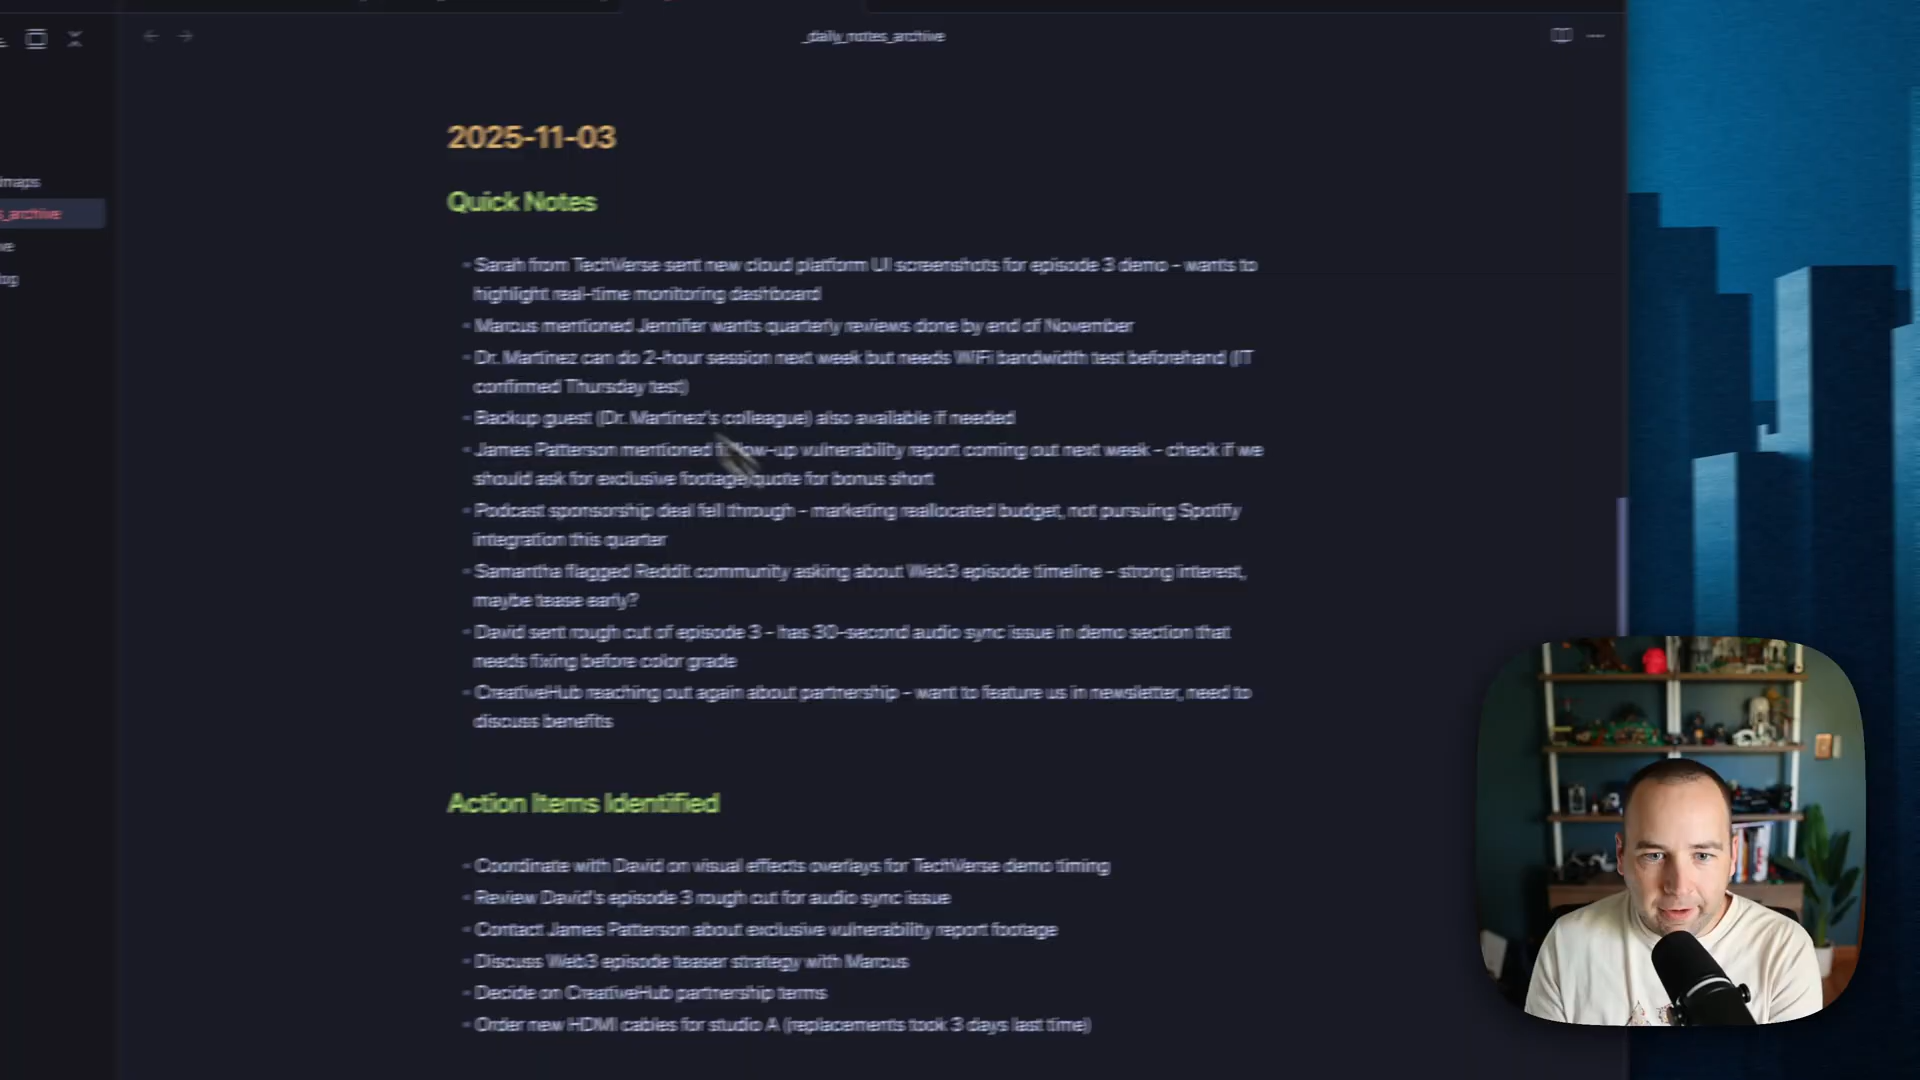 _daily_notes_archive
maps
s_archive
2025-11-03
Quick Notes
- Sarah from TechVerse sent new cloud platform UI screenshots for episode 3 demo - wants to
highlight real-time monitoring dashboard
- Marcus mentioned Jennifer wants quarterly reviews done by end of November
- Dr. Martinez can do 2-hour session next week but needs WiFi bandwidth test beforehand (IT
confirmed Thursday test)
- Backup guest (Dr. Martinez's colleague) also available if needed
- James Patterson mentioned follow-up vulnerability report coming out next week - check if we
should ask for exclusive footage/quote for bonus short
- Podcast sponsorship deal fell through - marketing reallocated budget, not pursuing Spotify
integration this quarter
- Samantha flagged Reddit community asking about Web3 episode timeline - strong interest,
maybe tease early?
- David sent rough cut of episode 3 - has 30-second audio sync issue in demo section that
needs fixing before color grade
- CreativeHub reaching out again about partnership - want to feature us in newsletter, need to
discuss benefits
Action Items Identified
- Coordinate with David on visual effects overlays for TechVerse demo timing
- Review David's episode 3 rough cut for audio sync issue
- Contact James Patterson about exclusive vulnerability report footage
- Discuss Web3 episode teaser strategy with Marcus
- Decide on CreativeHub partnership terms
- Order new HDMI cables for studio A (replacements took 3 days last time)